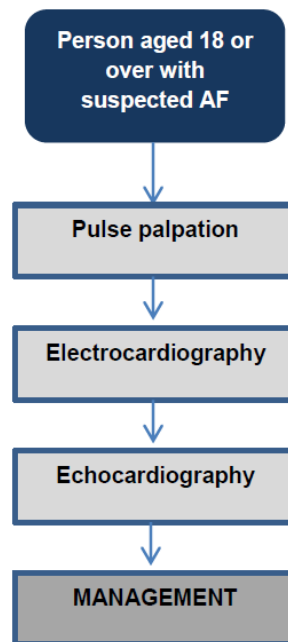 Person aged 18 or
over with
suspected AF
Pulse palpation
Electrocardiography
Echocardiography
MANAGEMENT